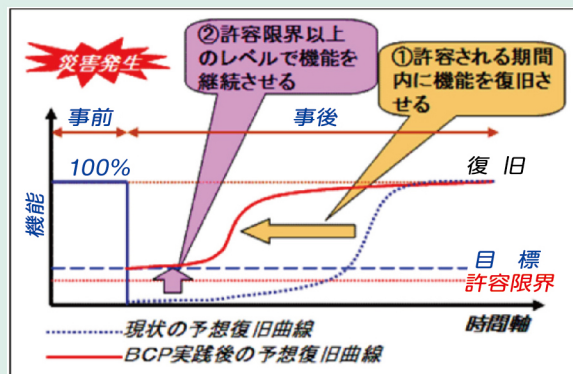 災害発生
②許容限界以上
のレベルで機能を
継続させる
①許容される期間
内に機能を復旧さ
せる
事前
事後
100%
復 旧
機能
目 標
許容限界
時間軸
現状の予想復旧曲線
BCP実践後の予想復旧曲線